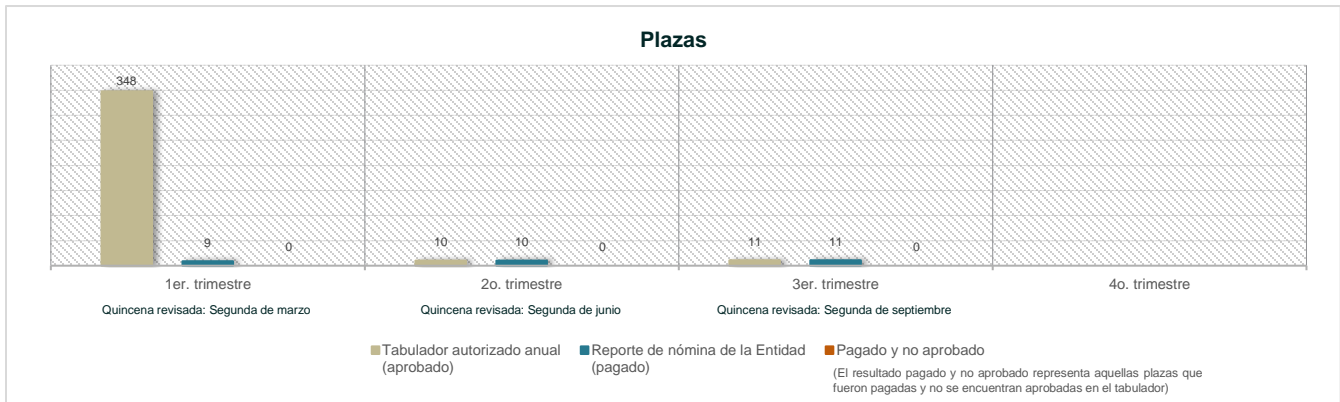 Plazas
348
9
0
10
10
0
11
11
0
1er. trimestre
2o. trimestre
3er. trimestre
4o. trimestre
Quincena revisada: Segunda de marzo
Quincena revisada: Segunda de junio
Quincena revisada: Segunda de septiembre
Tabulador autorizado anual
(aprobado)
Reporte de nómina de la Entidad
(pagado)
Pagado y no aprobado
(El resultado pagado y no aprobado representa aquellas plazas que
fueron pagadas y no se encuentran aprobadas en el tabulador)